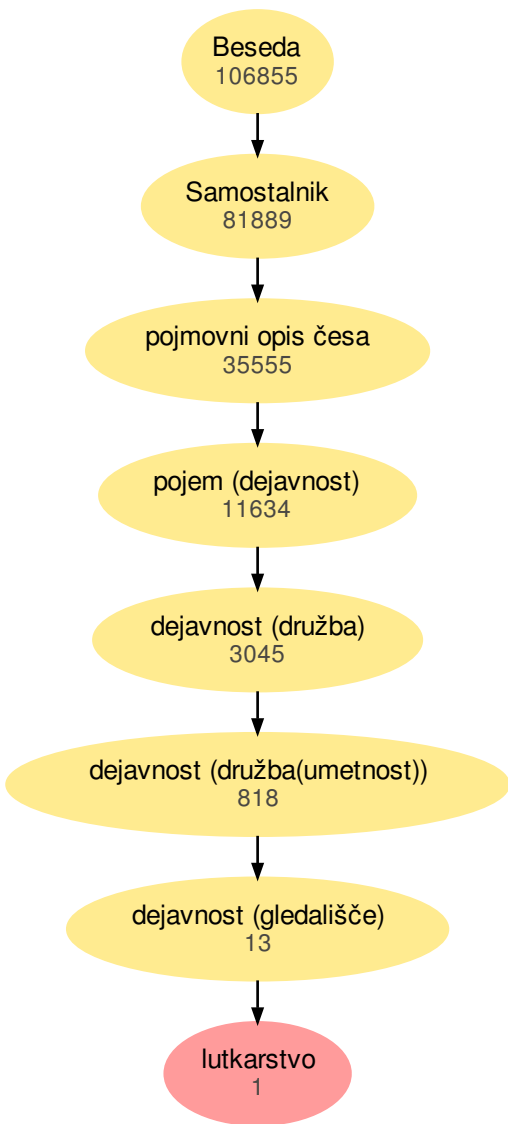 Beseda
106855
Samostalnik
81889
pojmovni opis česa
35555
pojem (dejavnost)
11634
dejavnost (družba)
3045
dejavnost (družba(umetnost))
818
dejavnost (gledališče)
13
lutkarstvo
1